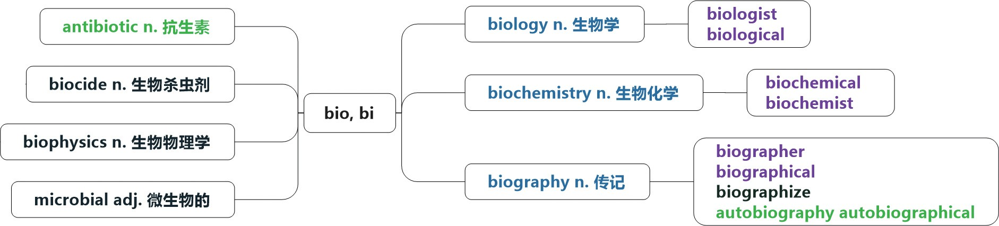 antibiotic n. 抗生素
biocide n. 生物杀虫剂
biophysics n. 生物物理学
microbial adj. 微生物的
bio, bi
biology n. 生物学
biologist
biological
biochemistry n. 生物化学
biochemical
biochemist
biography n. 传记
biographer
biographical
biographize
autobiography autobiographical